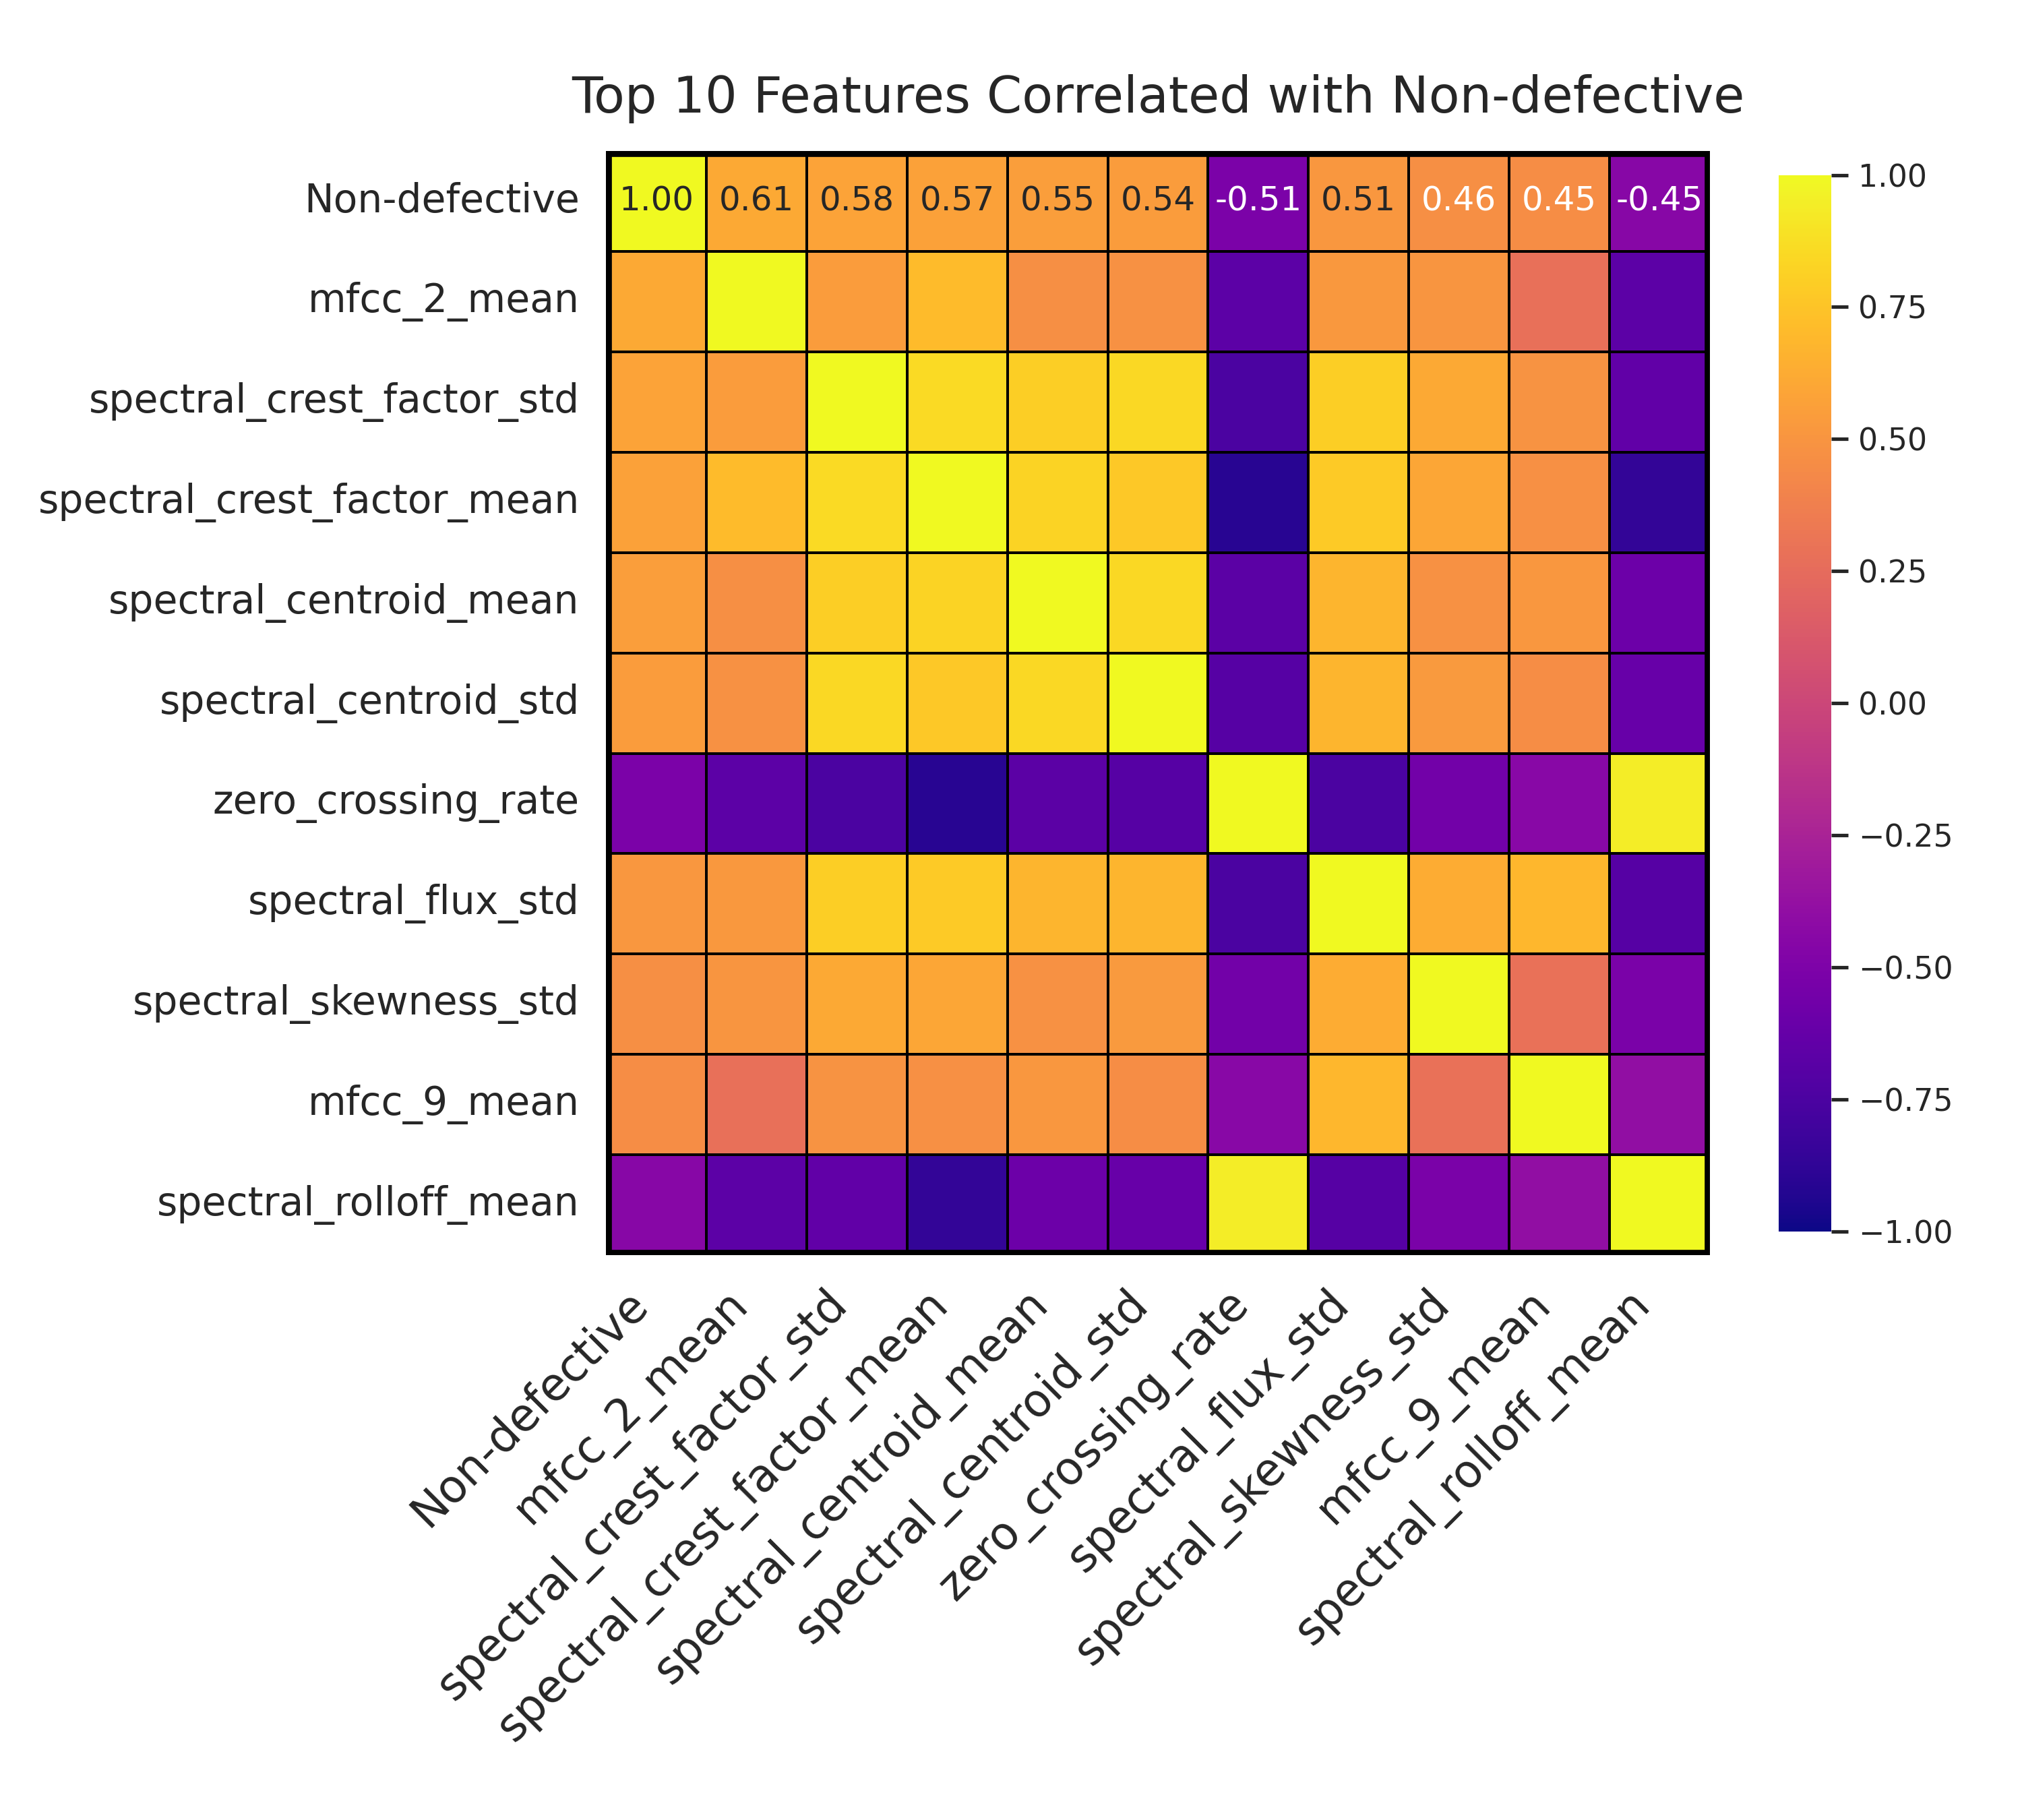 Top 10 Features Correlated with Non-defective
Non-defective 1.00 0.61 0.58 0.57 0.55 0.54 -0.51 0.51 0.46 0.45 -0.45
mfcc_2_mean
spectral_crest_factor_std
spectral_crest_factor_mean
spectral_centroid_mean
spectral_centroid_std
zero_crossing_rate
spectral_flux_std
spectral_skewness_std
mfcc_9_mean
spectral_rolloff_mean
1.00
0.75
0.50
0.25
0.00
−0.25
−0.50
−0.75
−1.00
Non-defective
mfcc_2_mean
spectral_crest_factor_std
spectral_crest_factor_mean
spectral_centroid_mean
spectral_centroid_std
zero_crossing_rate
spectral_flux_std
spectral_skewness_std
mfcc_9_mean
spectral_rolloff_mean